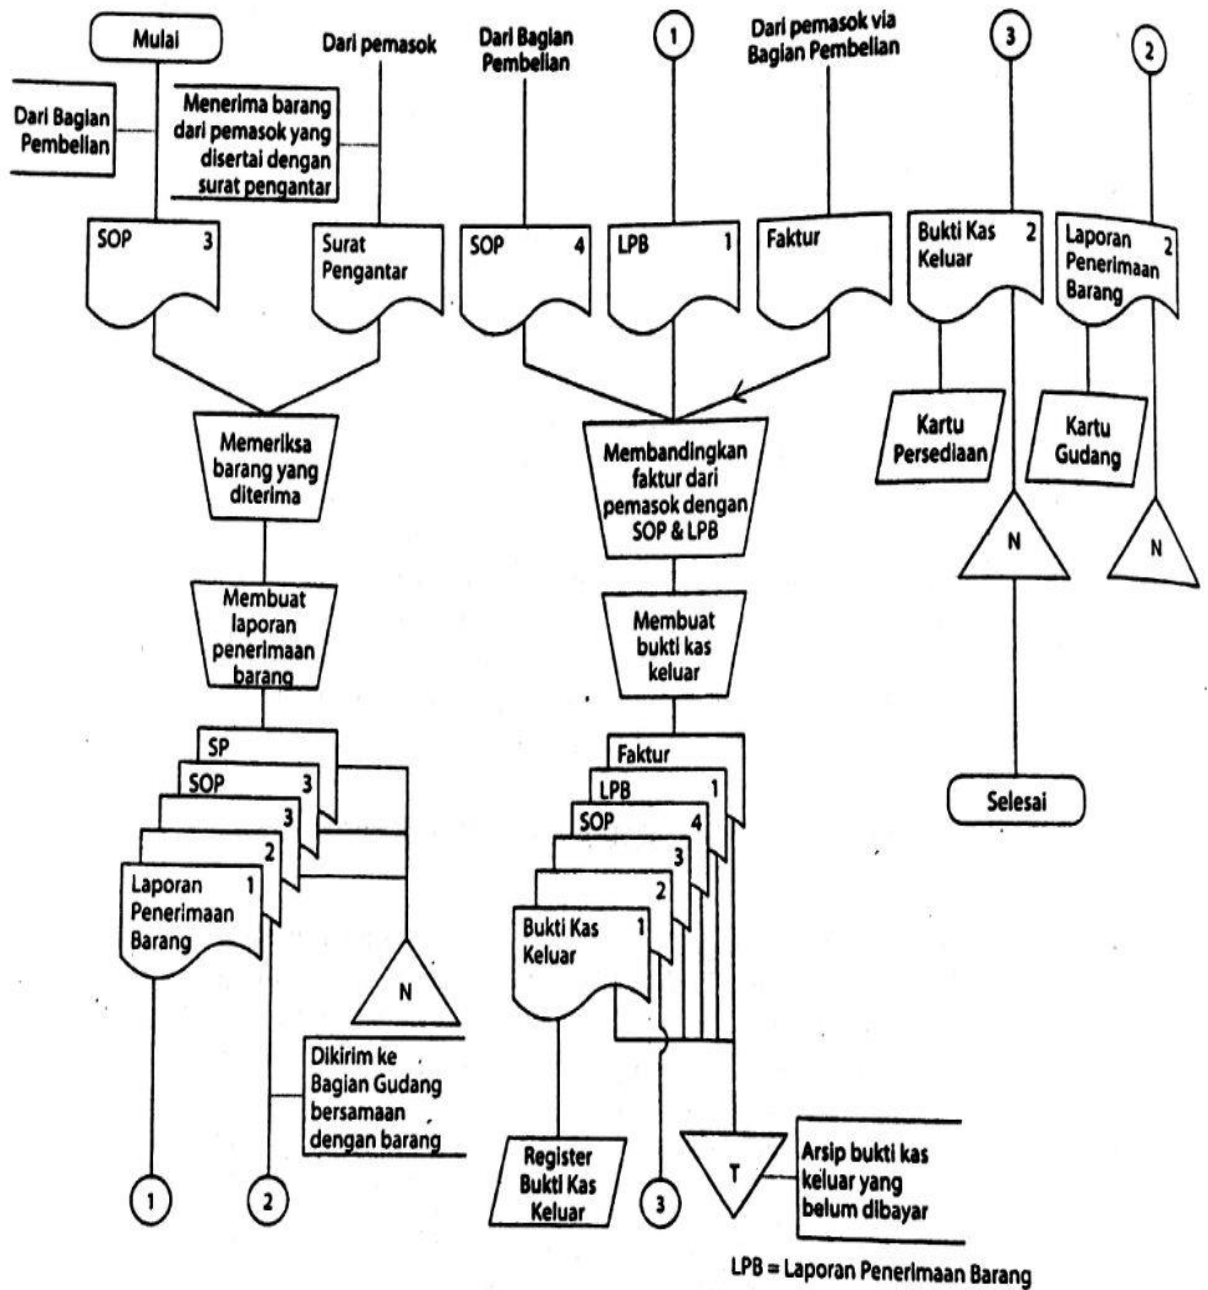 Mulai
Dari Bagian
Pembelian
SOP 3
Dari pemasok
Menerima barang
dari pemasok yang
disertai dengan
surat pengantar
Surat
Pengantar
Memeriksa
barang yang
diterima
Membuat
laporan
penerimaan
barang
SP
SOP 3
3
2
Laporan 1
Penerimaan
Barang
N
Dikirim ke
Bagian Gudang
bersamaan
dengan barang
1
2
Dari Bagian
Pembelian
1
Dari pemasok via
Bagian Pembelian
SOP 4
LPB 1
Faktur
Membandingkan
faktur dari
pemasok dengan
SOP & LPB
Membuat
bukti kas
keluar
Faktur
LPB 1
SOP 4
3
2
Bukti Kas 1
Keluar
Register
Bukti Kas
Keluar
3
T
Arsip bukti kas
keluar yang
belum dibayar
3
Bukti Kas 2
Keluar
Kartu
Persediaan
N
Selesai
2
Laporan 2
Penerimaan
Barang
Kartu
Gudang
N
LPB = Laporan Penerimaan Barang